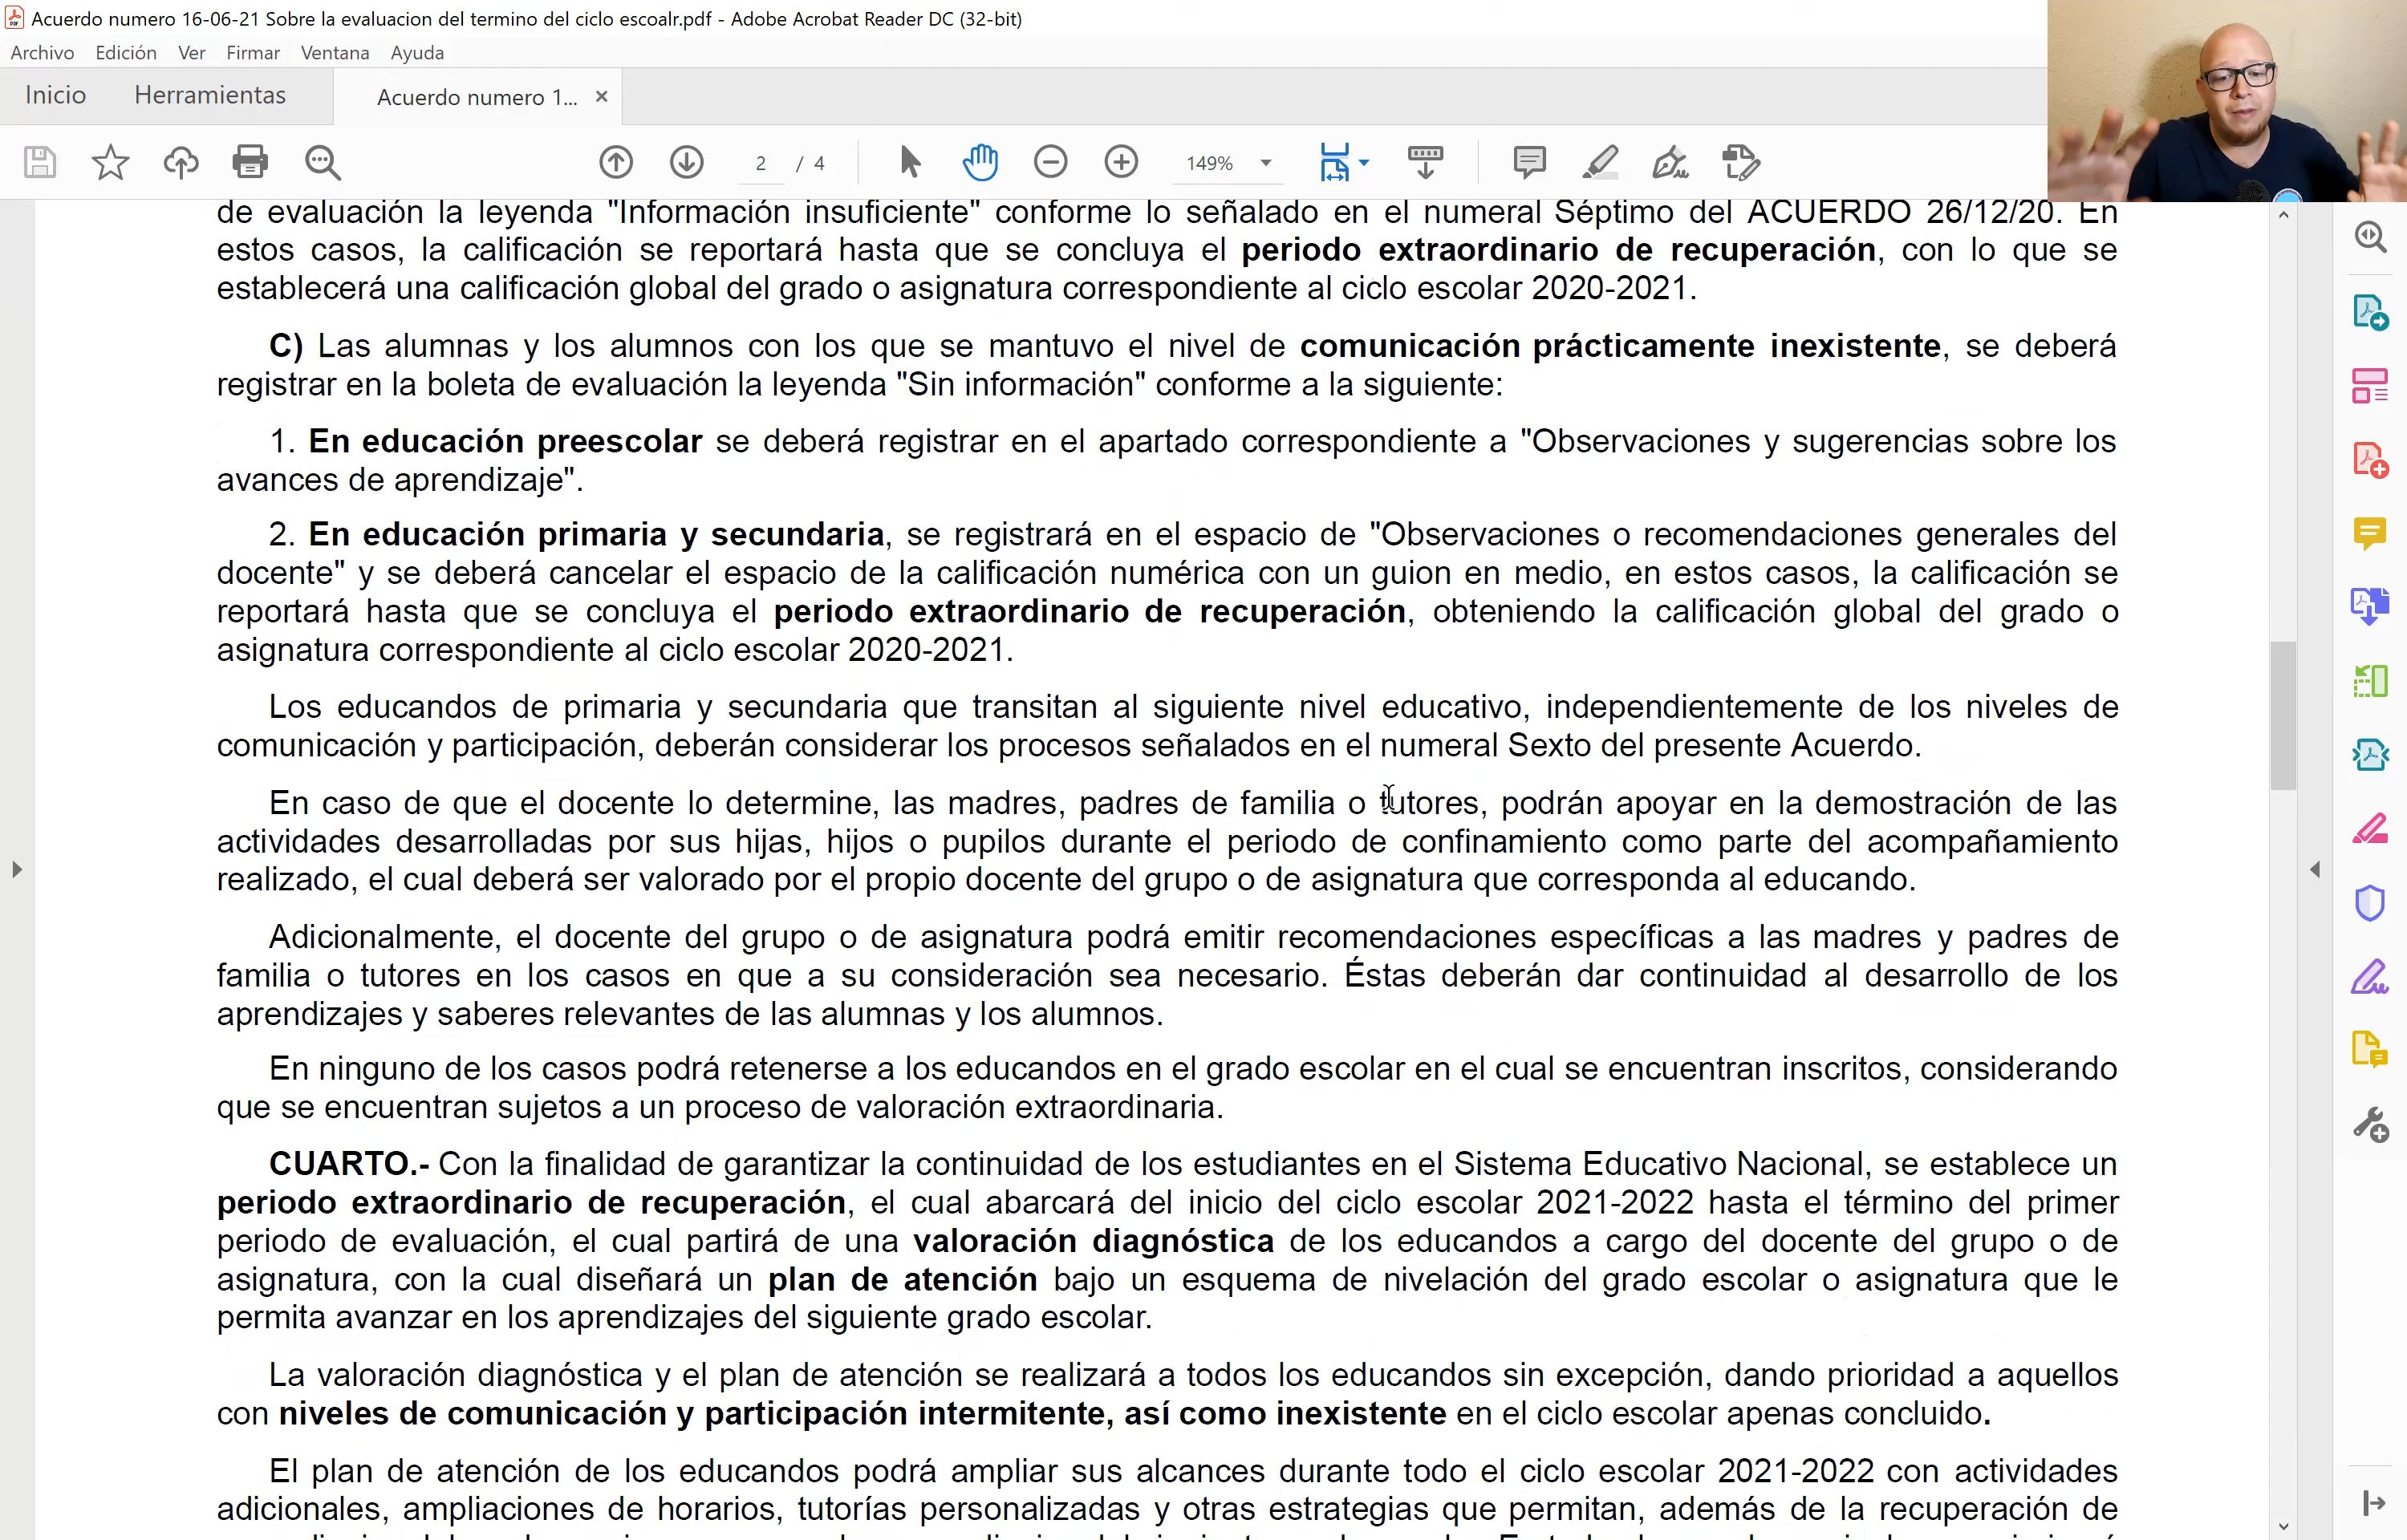 Acuerdo numero 16-06-21 Sobre la evaluacion del termino del ciclo escoalr.pdf - Adobe Acrobat Reader DC (32-bit)
Archivo Edición Ver Firmar Ventana Ayuda
Inicio Herramientas Acuerdo numero 1... ×
2 / 4 149%
de evaluación la leyenda "Información insuficiente" conforme lo señalado en el numeral Séptimo del ACUERDO 26/12/20. En
estos casos, la calificación se reportará hasta que se concluya el periodo extraordinario de recuperación, con lo que se
establecerá una calificación global del grado o asignatura correspondiente al ciclo escolar 2020-2021.
C) Las alumnas y los alumnos con los que se mantuvo el nivel de comunicación prácticamente inexistente, se deberá
registrar en la boleta de evaluación la leyenda "Sin información" conforme a la siguiente:
1. En educación preescolar se deberá registrar en el apartado correspondiente a "Observaciones y sugerencias sobre los
avances de aprendizaje".
2. En educación primaria y secundaria, se registrará en el espacio de "Observaciones o recomendaciones generales del
docente" y se deberá cancelar el espacio de la calificación numérica con un guion en medio, en estos casos, la calificación se
reportará hasta que se concluya el periodo extraordinario de recuperación, obteniendo la calificación global del grado o
asignatura correspondiente al ciclo escolar 2020-2021.
Los educandos de primaria y secundaria que transitan al siguiente nivel educativo, independientemente de los niveles de
comunicación y participación, deberán considerar los procesos señalados en el numeral Sexto del presente Acuerdo.
En caso de que el docente lo determine, las madres, padres de familia o tutores, podrán apoyar en la demostración de las
actividades desarrolladas por sus hijas, hijos o pupilos durante el periodo de confinamiento como parte del acompañamiento
realizado, el cual deberá ser valorado por el propio docente del grupo o de asignatura que corresponda al educando.
Adicionalmente, el docente del grupo o de asignatura podrá emitir recomendaciones específicas a las madres y padres de
familia o tutores en los casos en que a su consideración sea necesario. Éstas deberán dar continuidad al desarrollo de los
aprendizajes y saberes relevantes de las alumnas y los alumnos.
En ninguno de los casos podrá retenerse a los educandos en el grado escolar en el cual se encuentran inscritos, considerando
que se encuentran sujetos a un proceso de valoración extraordinaria.
CUARTO.- Con la finalidad de garantizar la continuidad de los estudiantes en el Sistema Educativo Nacional, se establece un
periodo extraordinario de recuperación, el cual abarcará del inicio del ciclo escolar 2021-2022 hasta el término del primer
periodo de evaluación, el cual partirá de una valoración diagnóstica de los educandos a cargo del docente del grupo o de
asignatura, con la cual diseñará un plan de atención bajo un esquema de nivelación del grado escolar o asignatura que le
permita avanzar en los aprendizajes del siguiente grado escolar.
La valoración diagnóstica y el plan de atención se realizará a todos los educandos sin excepción, dando prioridad a aquellos
con niveles de comunicación y participación intermitente, así como inexistente en el ciclo escolar apenas concluido.
El plan de atención de los educandos podrá ampliar sus alcances durante todo el ciclo escolar 2021-2022 con actividades
adicionales, ampliaciones de horarios, tutorías personalizadas y otras estrategias que permitan, además de la recuperación de